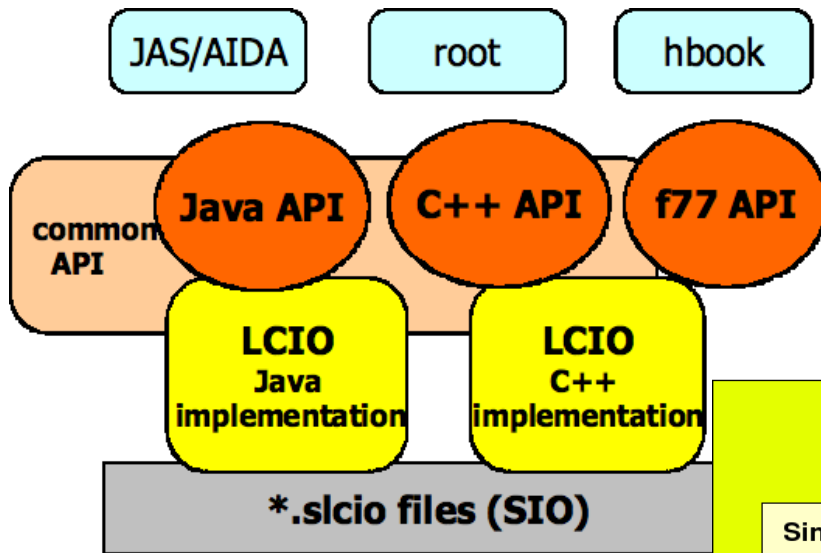 JAS/AIDA
root
hbook
Java API
C++ API
f77 API
common
API
LCIO
Java
implementation
LCIO
C++
implementation
*.slcio files (SIO)